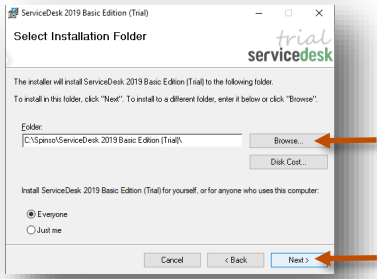 ServiceDesk 2019 Basic Edition (Trial)
Select Installation Folder
trial
servicedesk
The installer will install ServiceDesk 2019 Basic Edition (Trial) to the following folder.
To install in this folder, click "Next". To install to a different folder, enter it below or click "Browse".
Folder:
C:\Spinso\ServiceDesk 2019 Basic Edition (Trial)\
Browse...
Disk Cost...
Install ServiceDesk 2019 Basic Edition (Trial) for yourself, or for anyone who uses this computer:
Everyone
Just me
Cancel
< Back
Next >